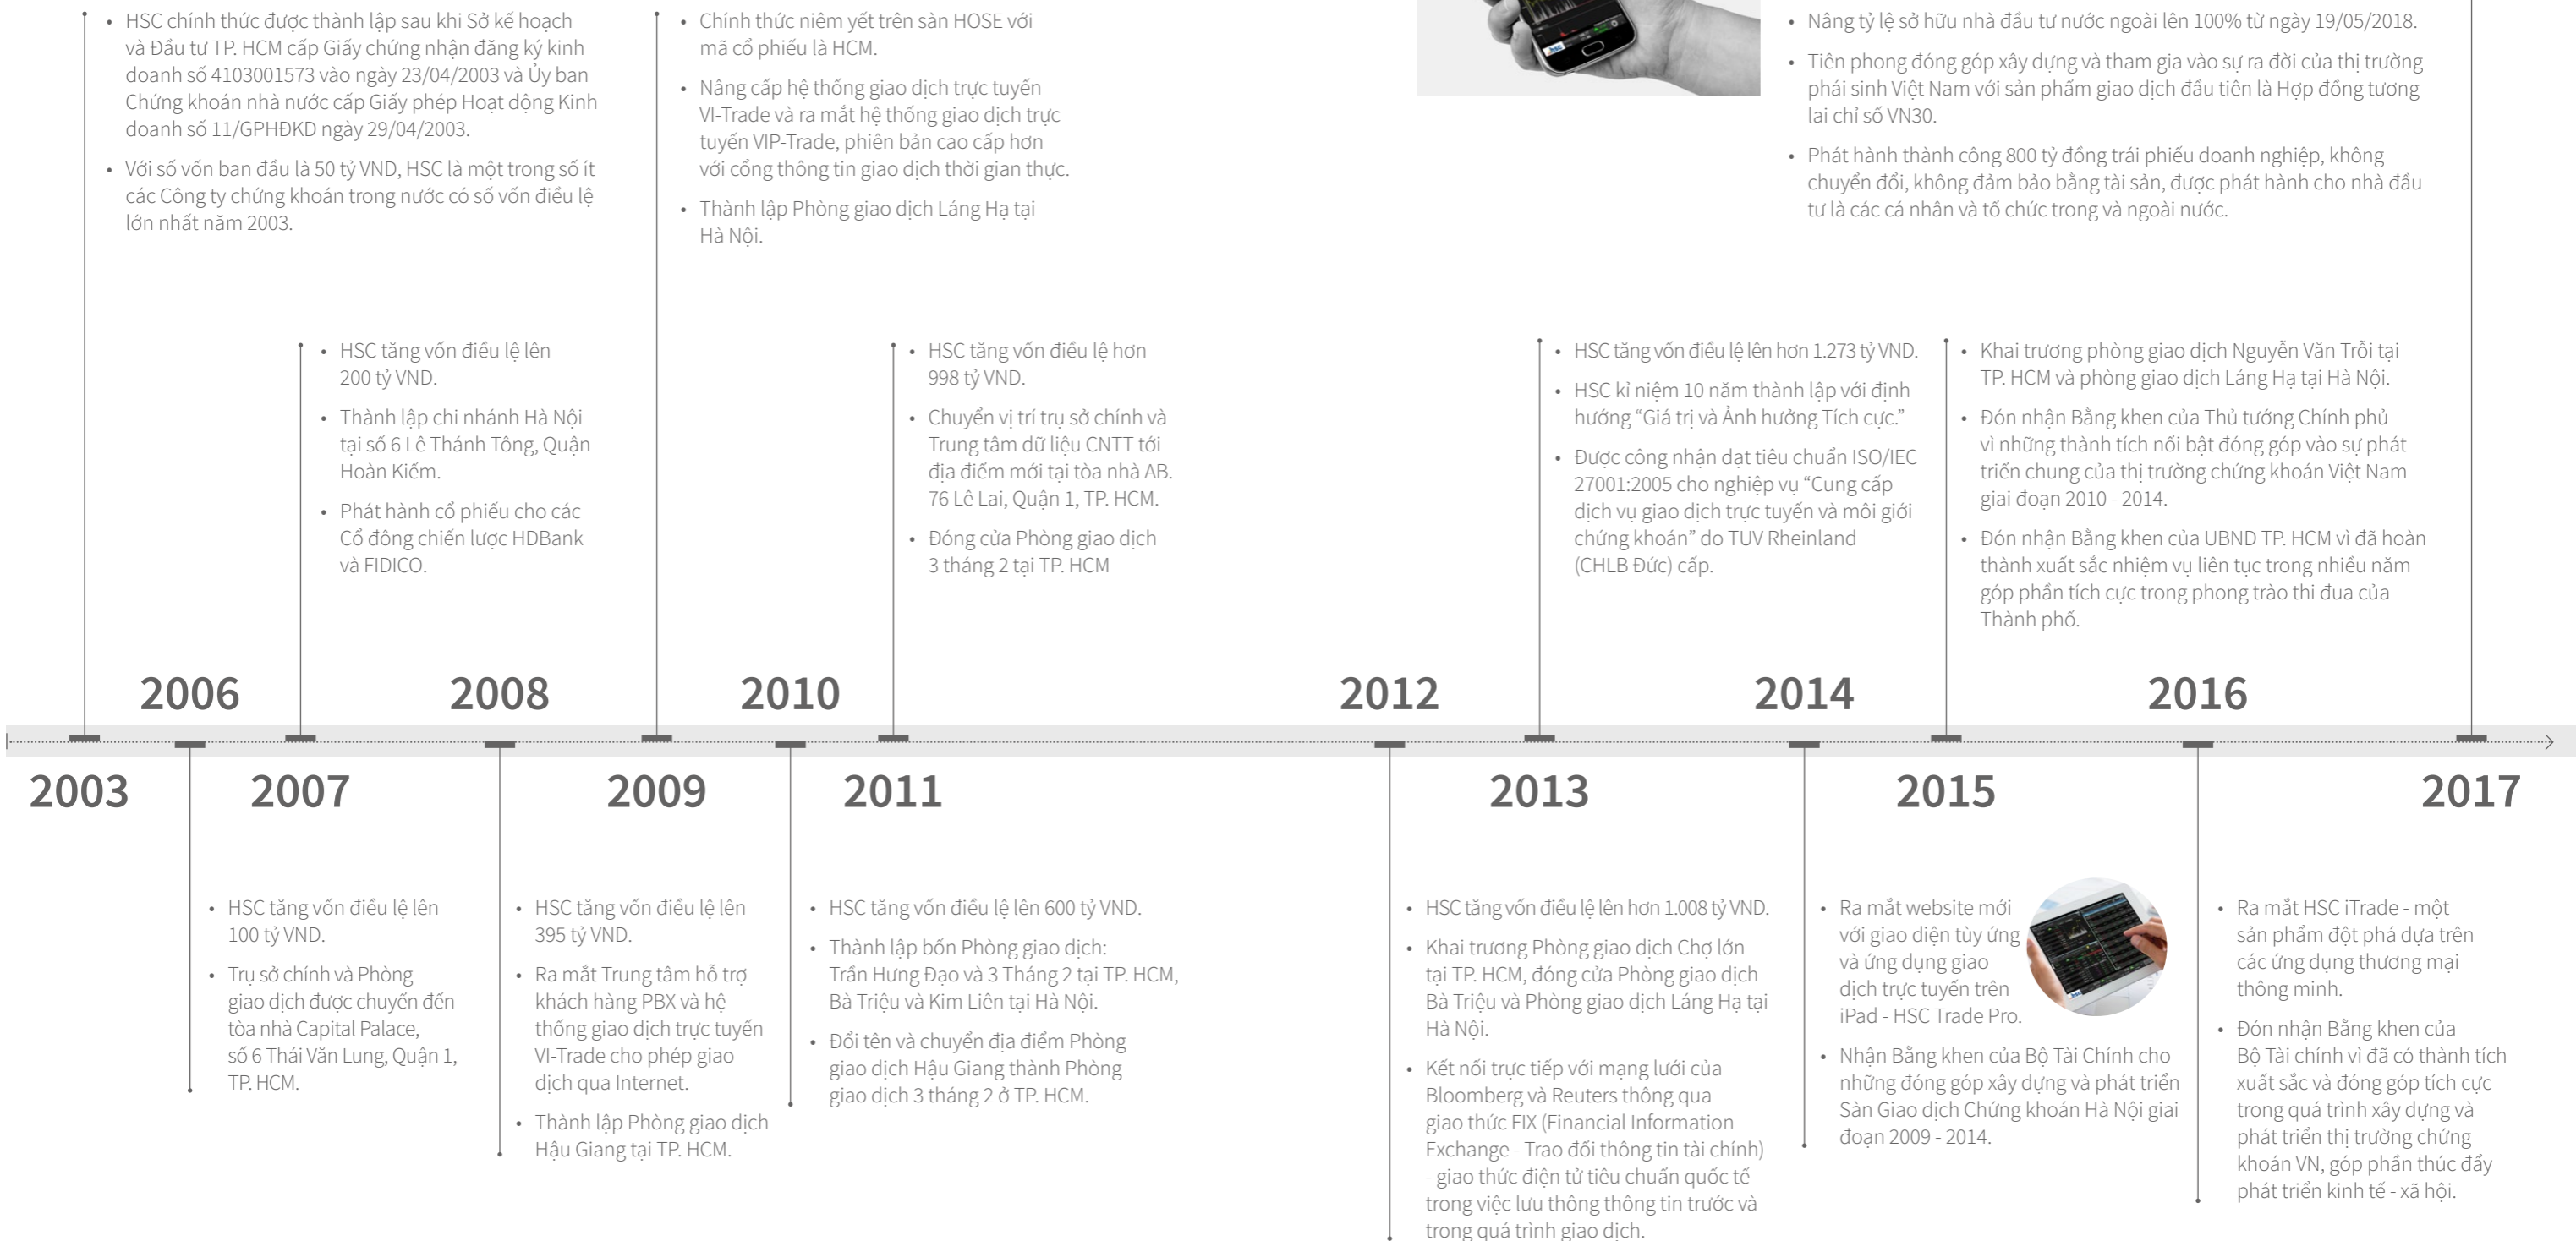 • HSC chính thức được thành lập sau khi Sở kế hoạch
và Đầu tư TP. HCM cấp Giấy chứng nhận đăng ký kinh
doanh số 4103001573 vào ngày 23/04/2003 và Ủy ban
Chứng khoán nhà nước cấp Giấy phép Hoạt động Kinh
doanh số 11/GPHĐKD ngày 29/04/2003.
• Với số vốn ban đầu là 50 tỷ VND, HSC là một trong số ít
các Công ty chứng khoán trong nước có số vốn điều lệ
lớn nhất năm 2003.
• Chính thức niêm yết trên sàn HOSE với
mã cổ phiếu là HCM.
• Nâng cấp hệ thống giao dịch trực tuyến
VI-Trade và ra mắt hệ thống giao dịch trực
tuyến VIP-Trade, phiên bản cao cấp hơn
với cổng thông tin giao dịch thời gian thực.
• Thành lập Phòng giao dịch Láng Hạ tại
Hà Nội.
• Nâng tỷ lệ sở hữu nhà đầu tư nước ngoài lên 100% từ ngày 19/05/2018.
• Tiên phong đóng góp xây dựng và tham gia vào sự ra đời của thị trường
phái sinh Việt Nam với sản phẩm giao dịch đầu tiên là Hợp đồng tương
lai chỉ số VN30.
• Phát hành thành công 800 tỷ đồng trái phiếu doanh nghiệp, không
chuyển đổi, không đảm bảo bằng tài sản, được phát hành cho nhà đầu
tư là các cá nhân và tổ chức trong và ngoài nước.
• HSC tăng vốn điều lệ lên
200 tỷ VND.
• Thành lập chi nhánh Hà Nội
tại số 6 Lê Thánh Tông, Quận
Hoàn Kiếm.
• Phát hành cổ phiếu cho các
Cổ đông chiến lược HDBank
và FIDICO.
• HSC tăng vốn điều lệ hơn
998 tỷ VND.
• Chuyển vị trí trụ sở chính và
Trung tâm dữ liệu CNTT tới
địa điểm mới tại tòa nhà AB.
76 Lê Lai, Quận 1, TP. HCM.
• Đóng cửa Phòng giao dịch
3 tháng 2 tại TP. HCM
• HSC tăng vốn điều lệ lên hơn 1.273 tỷ VND.
• HSC kỉ niệm 10 năm thành lập với định
hướng “Giá trị và Ảnh hưởng Tích cực.”
• Được công nhận đạt tiêu chuẩn ISO/IEC
27001:2005 cho nghiệp vụ “Cung cấp
dịch vụ giao dịch trực tuyến và môi giới
chứng khoán” do TUV Rheinland
(CHLB Đức) cấp.
• Khai trương phòng giao dịch Nguyễn Văn Trỗi tại
TP. HCM và phòng giao dịch Láng Hạ tại Hà Nội.
• Đón nhận Bằng khen của Thủ tướng Chính phủ
vì những thành tích nổi bật đóng góp vào sự phát
triển chung của thị trường chứng khoán Việt Nam
giai đoạn 2010 - 2014.
• Đón nhận Bằng khen của UBND TP. HCM vì đã hoàn
thành xuất sắc nhiệm vụ liên tục trong nhiều năm
góp phần tích cực trong phong trào thi đua của
Thành phố.
2006 2008 2010 2012 2014 2016
2003 2007 2009 2011 2013 2015 2017
• HSC tăng vốn điều lệ lên
100 tỷ VND.
• Trụ sở chính và Phòng
giao dịch được chuyển đến
tòa nhà Capital Palace,
số 6 Thái Văn Lung, Quận 1,
TP. HCM.
• HSC tăng vốn điều lệ lên
395 tỷ VND.
• Ra mắt Trung tâm hỗ trợ
khách hàng PBX và hệ
thống giao dịch trực tuyến
VI-Trade cho phép giao
dịch qua Internet.
• Thành lập Phòng giao dịch
Hậu Giang tại TP. HCM.
• HSC tăng vốn điều lệ lên 600 tỷ VND.
• Thành lập bốn Phòng giao dịch:
Trần Hưng Đạo và 3 Tháng 2 tại TP. HCM,
Bà Triệu và Kim Liên tại Hà Nội.
• Đổi tên và chuyển địa điểm Phòng
giao dịch Hậu Giang thành Phòng
giao dịch 3 tháng 2 ở TP. HCM.
• HSC tăng vốn điều lệ lên hơn 1.008 tỷ VND.
• Khai trương Phòng giao dịch Chợ lớn
tại TP. HCM, đóng cửa Phòng giao dịch
Bà Triệu và Phòng giao dịch Láng Hạ tại
Hà Nội.
• Kết nối trực tiếp với mạng lưới của
Bloomberg và Reuters thông qua
giao thức FIX (Financial Information
Exchange - Trao đổi thông tin tài chính)
- giao thức điện tử tiêu chuẩn quốc tế
trong việc lưu thông thông tin trước và
trong quá trình giao dịch.
• Ra mắt website mới
với giao diện tùy ứng
và ứng dụng giao
dịch trực tuyến trên
iPad - HSC Trade Pro.
• Nhận Bằng khen của Bộ Tài Chính cho
những đóng góp xây dựng và phát triển
Sàn Giao dịch Chứng khoán Hà Nội giai
đoạn 2009 - 2014.
• Ra mắt HSC iTrade - một
sản phẩm đột phá dựa trên
các ứng dụng thương mại
thông minh.
• Đón nhận Bằng khen của
Bộ Tài chính vì đã có thành tích
xuất sắc và đóng góp tích cực
trong quá trình xây dựng và
phát triển thị trường chứng
khoán VN, góp phần thúc đẩy
phát triển kinh tế - xã hội.